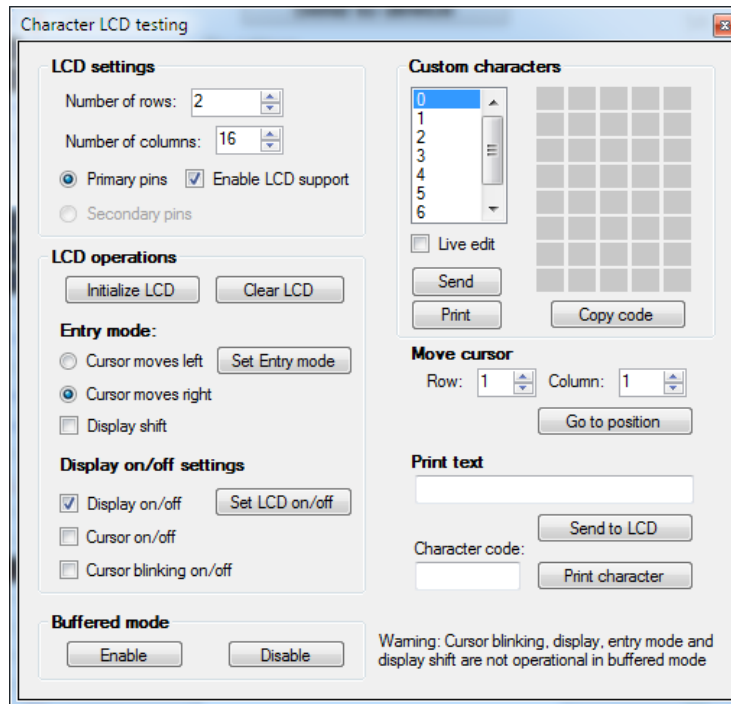 Character LCD testing
LCD settings
Number of rows: 2
Number of columns: 16
Primary pins Enable LCD support
Secondary pins
LCD operations
Initialize LCD Clear LCD
Entry mode:
Cursor moves left Set Entry mode
Cursor moves right
Display shift
Display on/off settings
Display on/off Set LCD on/off
Cursor on/off
Cursor blinking on/off
Buffered mode
Enable Disable
Custom characters
0
1
2
3
4
5
6
Live edit
Send
Print Copy code
Move cursor
Row: 1 Column: 1
Go to position
Print text
Send to LCD
Character code:
Print character
Warning: Cursor blinking, display, entry mode and
display shift are not operational in buffered mode